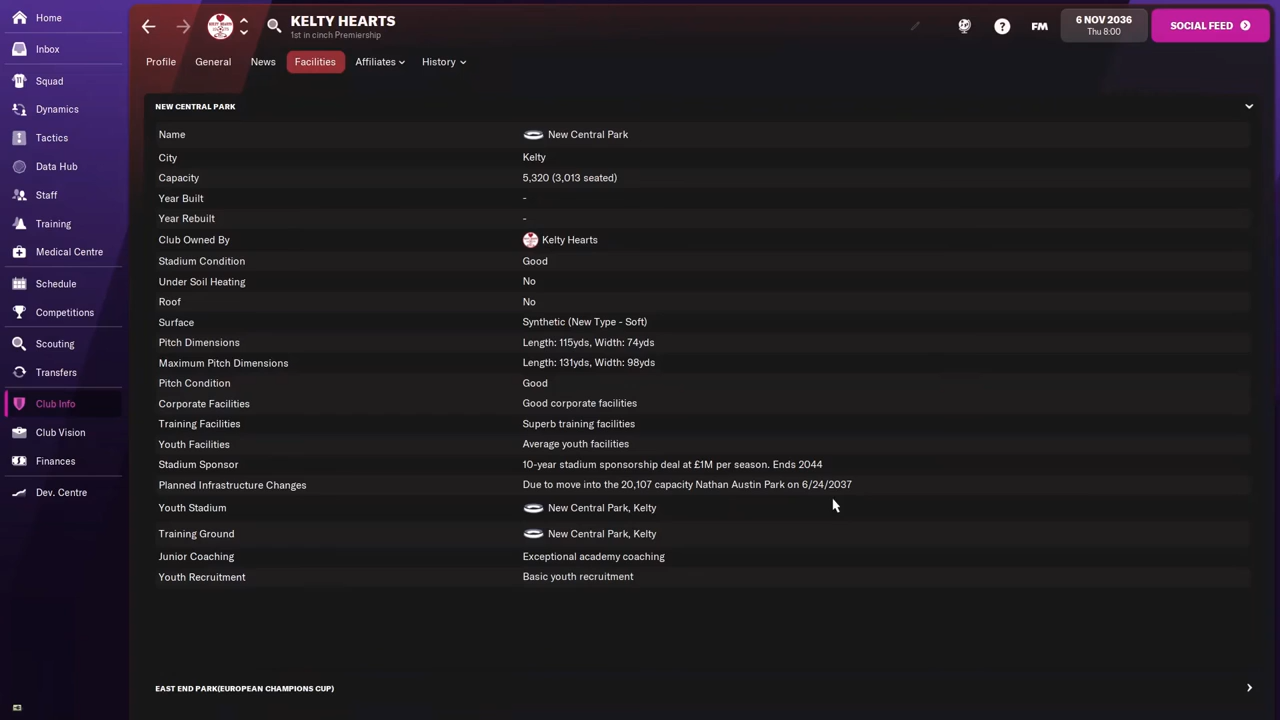 Home
KELTY HEARTS
1st in cinch Premiership
6 NOV 2036
Thu 8:00
FM
SOCIAL FEED
Inbox
Squad
Dynamics
Tactics
Data Hub
Staff
Training
Medical Centre
Schedule
Competitions
Scouting
Transfers
Club Info
Club Vision
Finances
Dev. Centre
Profile General News Facilities Affiliates History
NEW CENTRAL PARK
Name New Central Park
City Kelty
Capacity 5,320 (3,013 seated)
Year Built -
Year Rebuilt -
Club Owned By Kelty Hearts
Stadium Condition Good
Under Soil Heating No
Roof No
Surface Synthetic (New Type - Soft)
Pitch Dimensions Length: 115yds, Width: 74yds
Maximum Pitch Dimensions Length: 131yds, Width: 98yds
Pitch Condition Good
Corporate Facilities Good corporate facilities
Training Facilities Superb training facilities
Youth Facilities Average youth facilities
Stadium Sponsor 10-year stadium sponsorship deal at £1M per season. Ends 2044
Planned Infrastructure Changes Due to move into the 20,107 capacity Nathan Austin Park on 6/24/2037
Youth Stadium New Central Park, Kelty
Training Ground New Central Park, Kelty
Junior Coaching Exceptional academy coaching
Youth Recruitment Basic youth recruitment
EAST END PARK(EUROPEAN CHAMPIONS CUP)